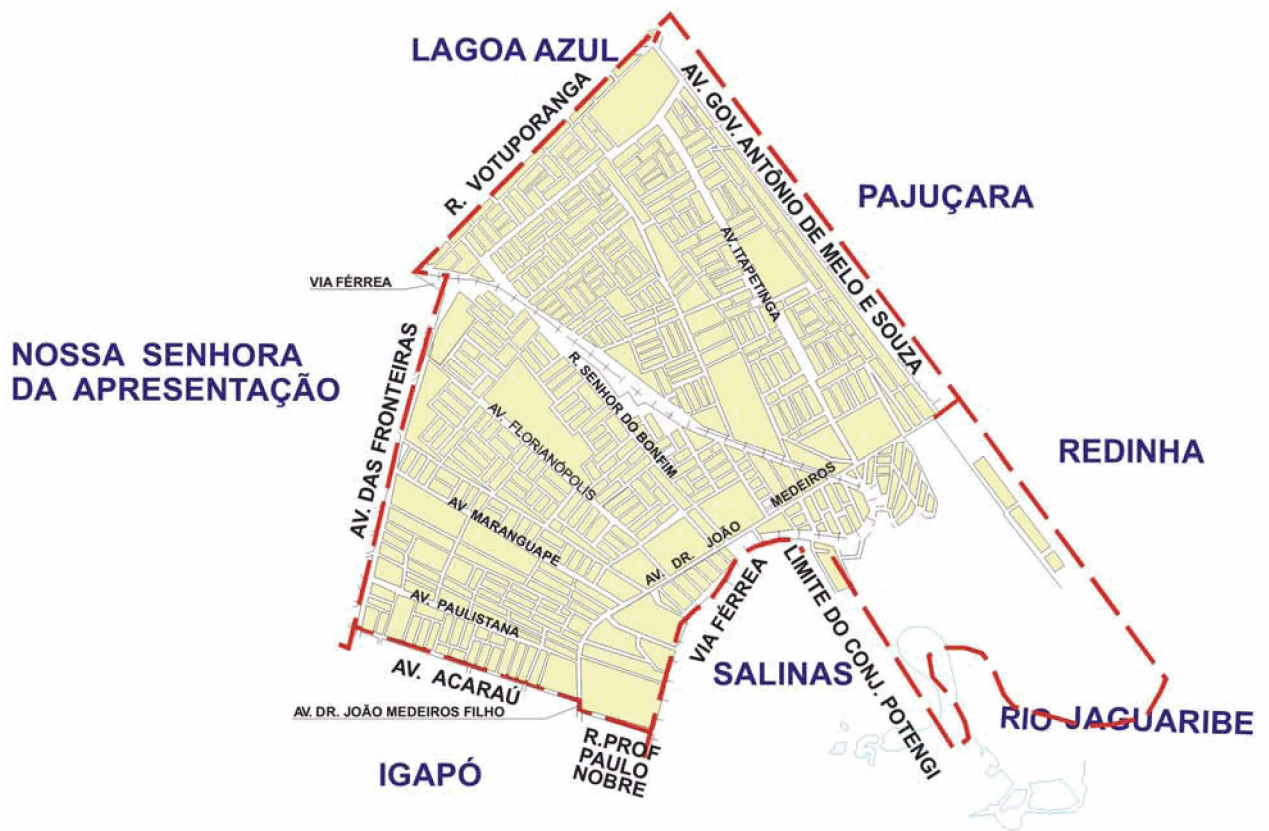 LAGOA AZUL
R. VOTUPORANGA
AV. GOV. ANTÔNIO DE MELO E SOUZA
PAJUÇARA
AV. ITAPETINGA
VIA FÉRREA
NOSSA SENHORA
DA APRESENTAÇÃO
AV. DAS FRONTEIRAS
R. SENHOR DO BONFIM
AV. FLORIANÓPOLIS
REDINHA
AV. MARANGUAPE
AV. DR. JOÃO MEDEIROS
AV. PAULISTANA
VIA FÉRREA
LIMITE DO CONJ. POTENGI
SALINAS
AV. ACARAÚ
AV. DR. JOÃO MEDEIROS FILHO
RIO JAGUARIBE
R.PROF
PAULO
NOBRE
IGAPÓ